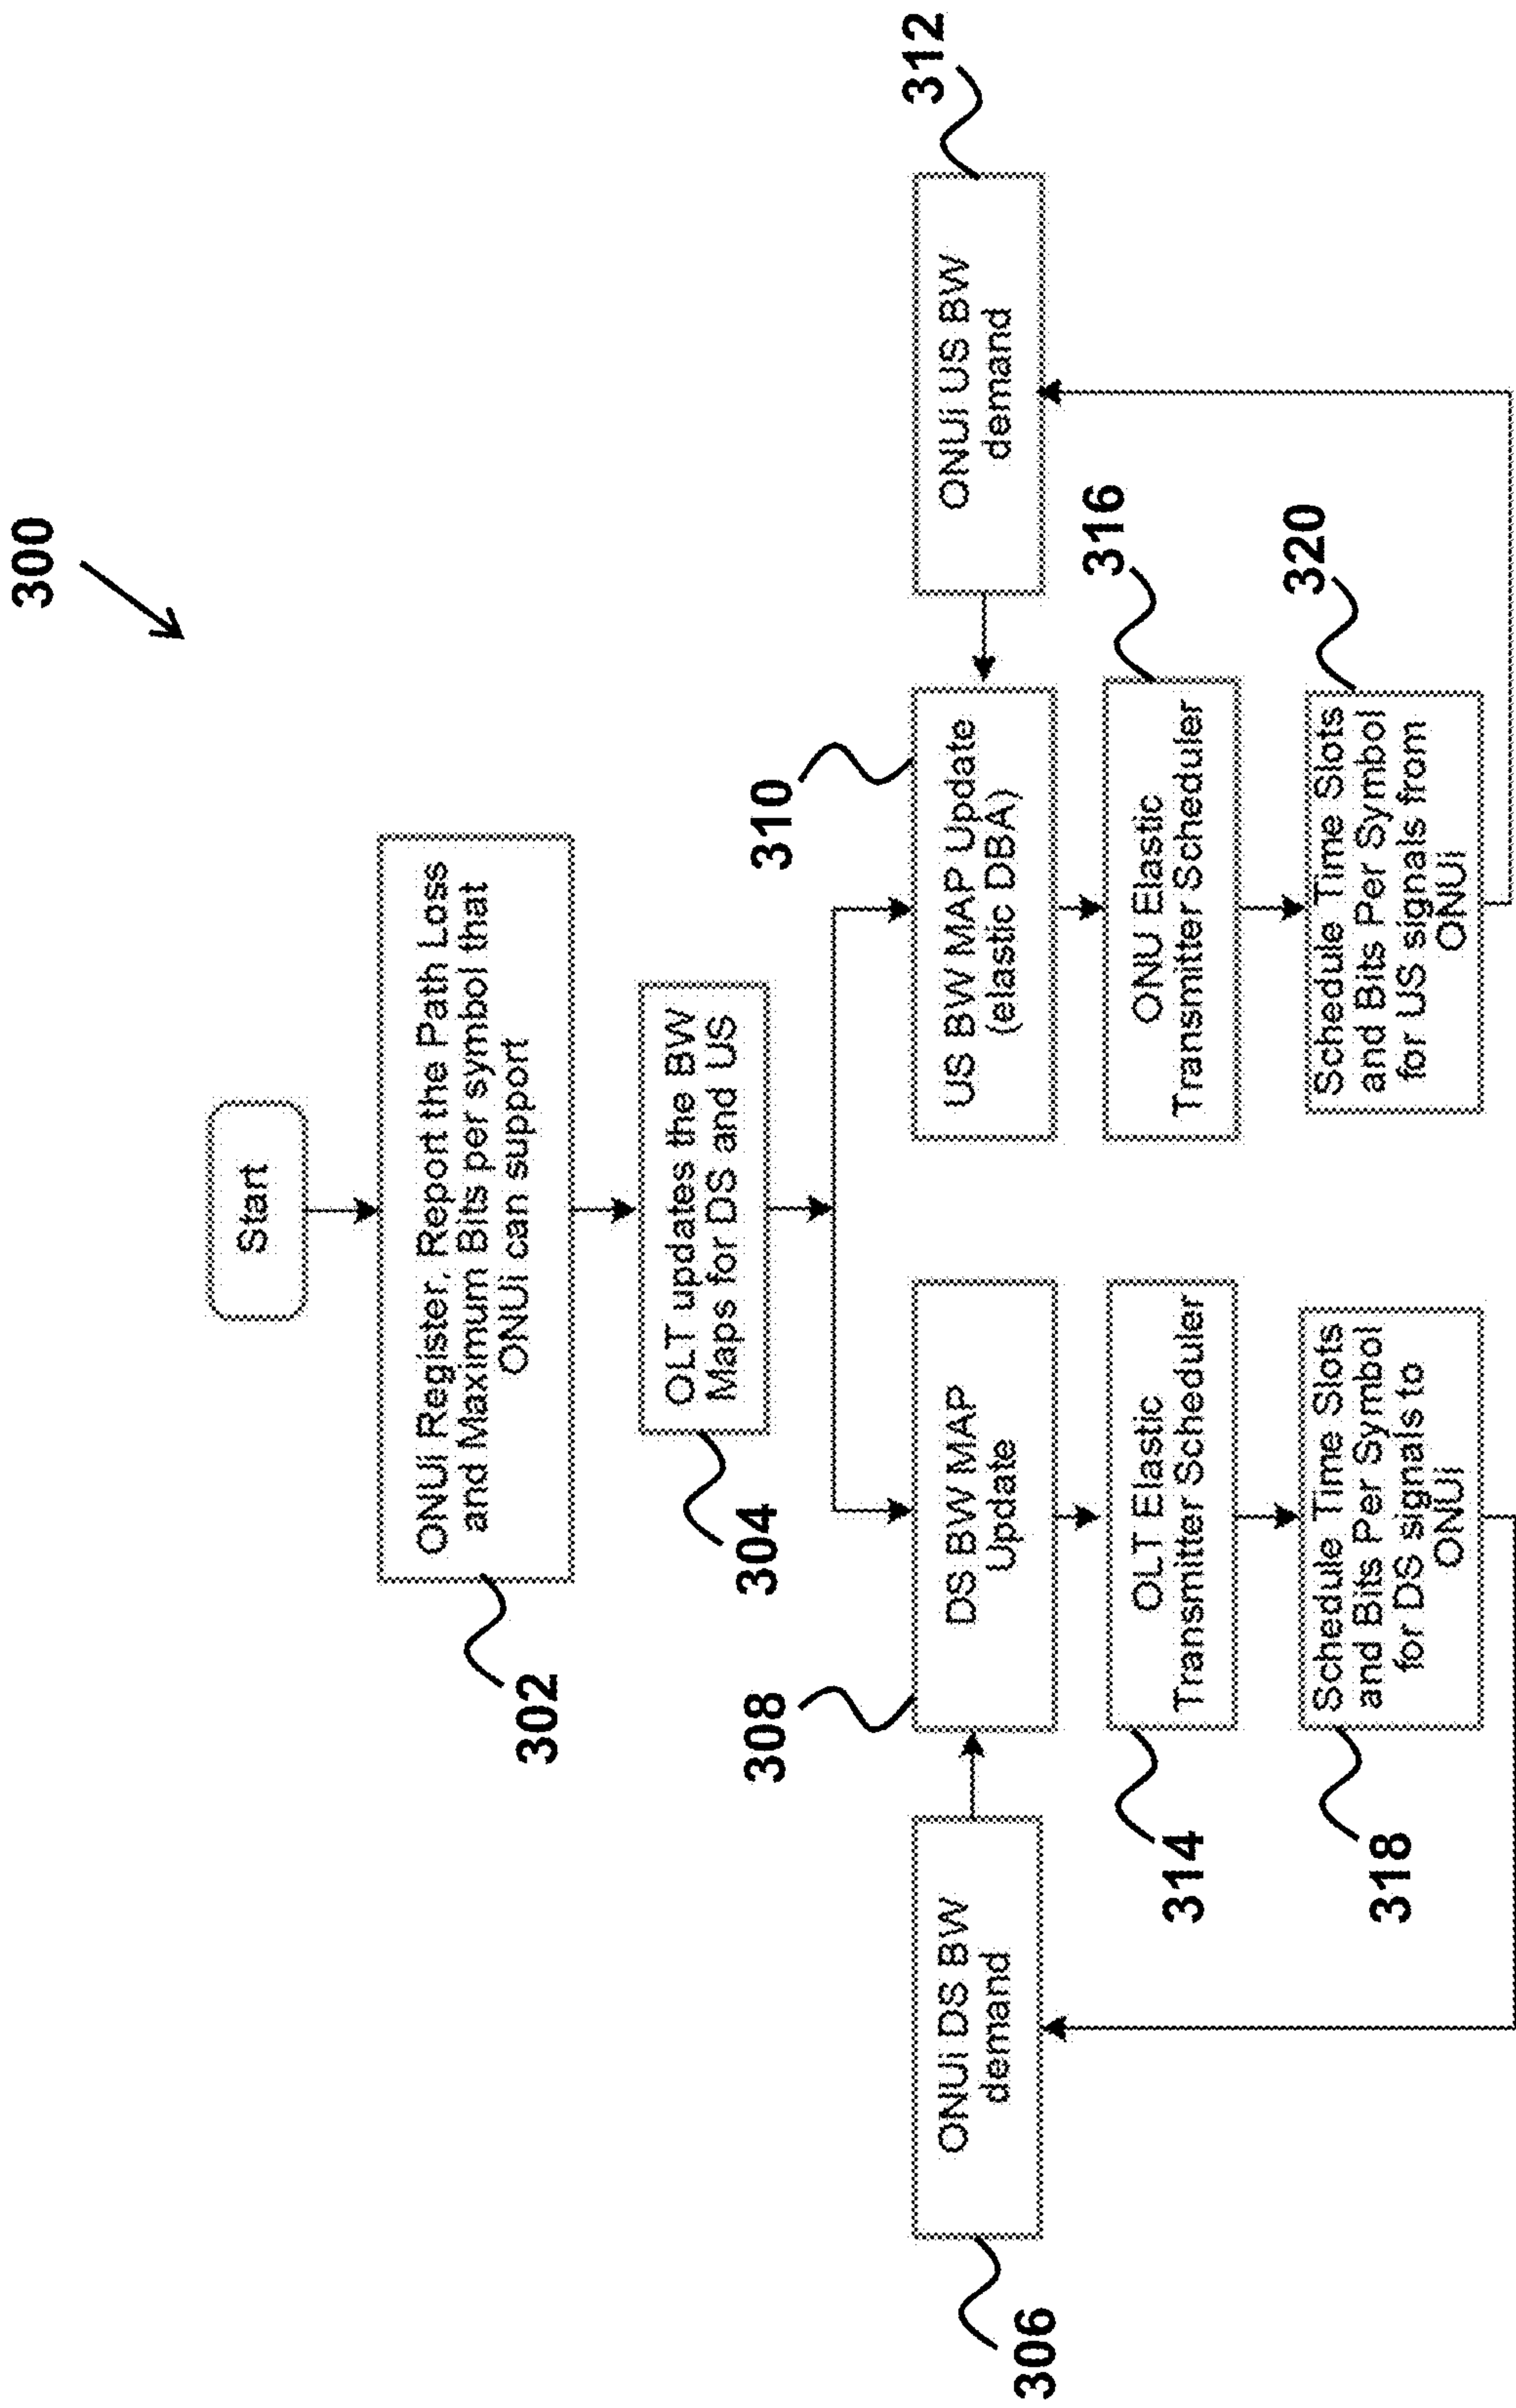 300
Start
ONUi Register, Report the Path Loss
and Maximum Bits per symbol that
ONUi can support
302
OLT updates the BW
Maps for DS and US
304
308
310
312
ONUi DS BW
demand
306
DS BW MAP
Update
US BW MAP Update
(elastic DBA)
ONUi US BW
demand
OLT Elastic
Transmitter Scheduler
314
ONU Elastic
Transmitter Scheduler
316
Schedule Time Slots
and Bits Per Symbol
for DS signals to
ONUi
318
Schedule Time Slots
and Bits Per Symbol
for US signals from
ONUi
320